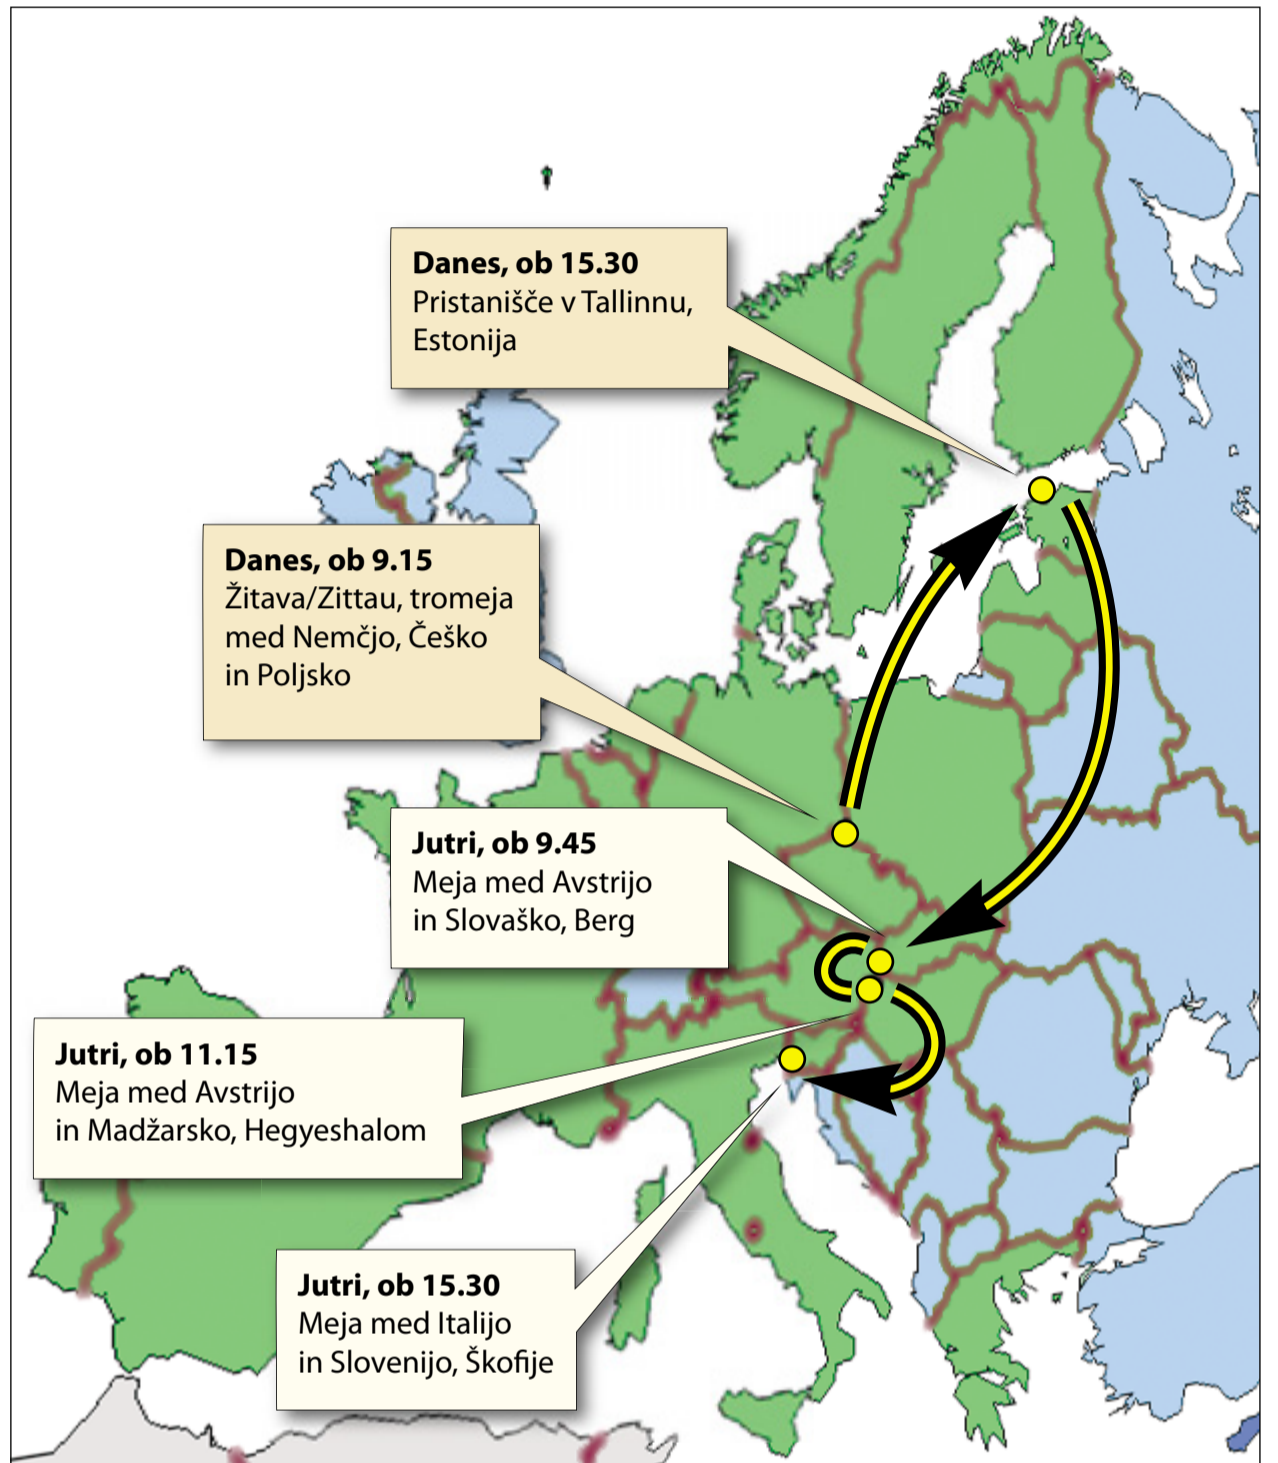 Danes, ob 15.30
Pristanišče v Tallinnu,
Estonija
Danes, ob 9.15
Žitava/Zittau, tromeja
med Nemčjo, Češko
in Poljsko
Jutri, ob 9.45
Meja med Avstrijo
in Slovaško, Berg
Jutri, ob 11.15
Meja med Avstrijo
in Madžarsko, Hegyeshalom
Jutri, ob 15.30
Meja med Italijo
in Slovenijo, Škofije